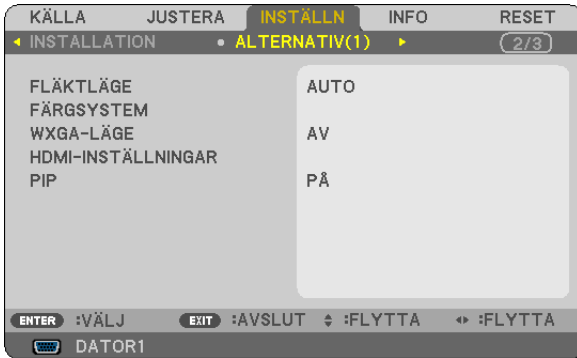 KÄLLA JUSTERA INSTÄLLN INFO RESET
INSTALLATION ALTERNATIV(1) 2/3
FLÄKTLÄGE AUTO
FÄRGSYSTEM
WXGA-LÄGE AV
HDMI-INSTÄLLNINGAR
PIP PÅ
ENTER :VÄLJ EXIT :AVSLUT :FLYTTA :FLYTTA
DATOR1